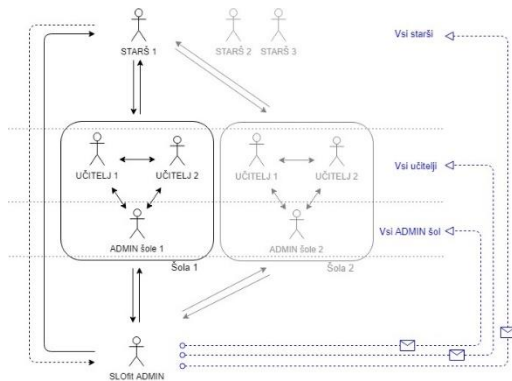 STARŠ 1
STARŠ 2
STARŠ 3
Vsi starši
UČITELJ 1
UČITELJ 2
UČITELJ 1
UČITELJ 2
Vsi učitelji
ADMIN šole 1
ADMIN šole 2
Vsi ADMIN šol
Šola 1
Šola 2
SLOfit ADMIN